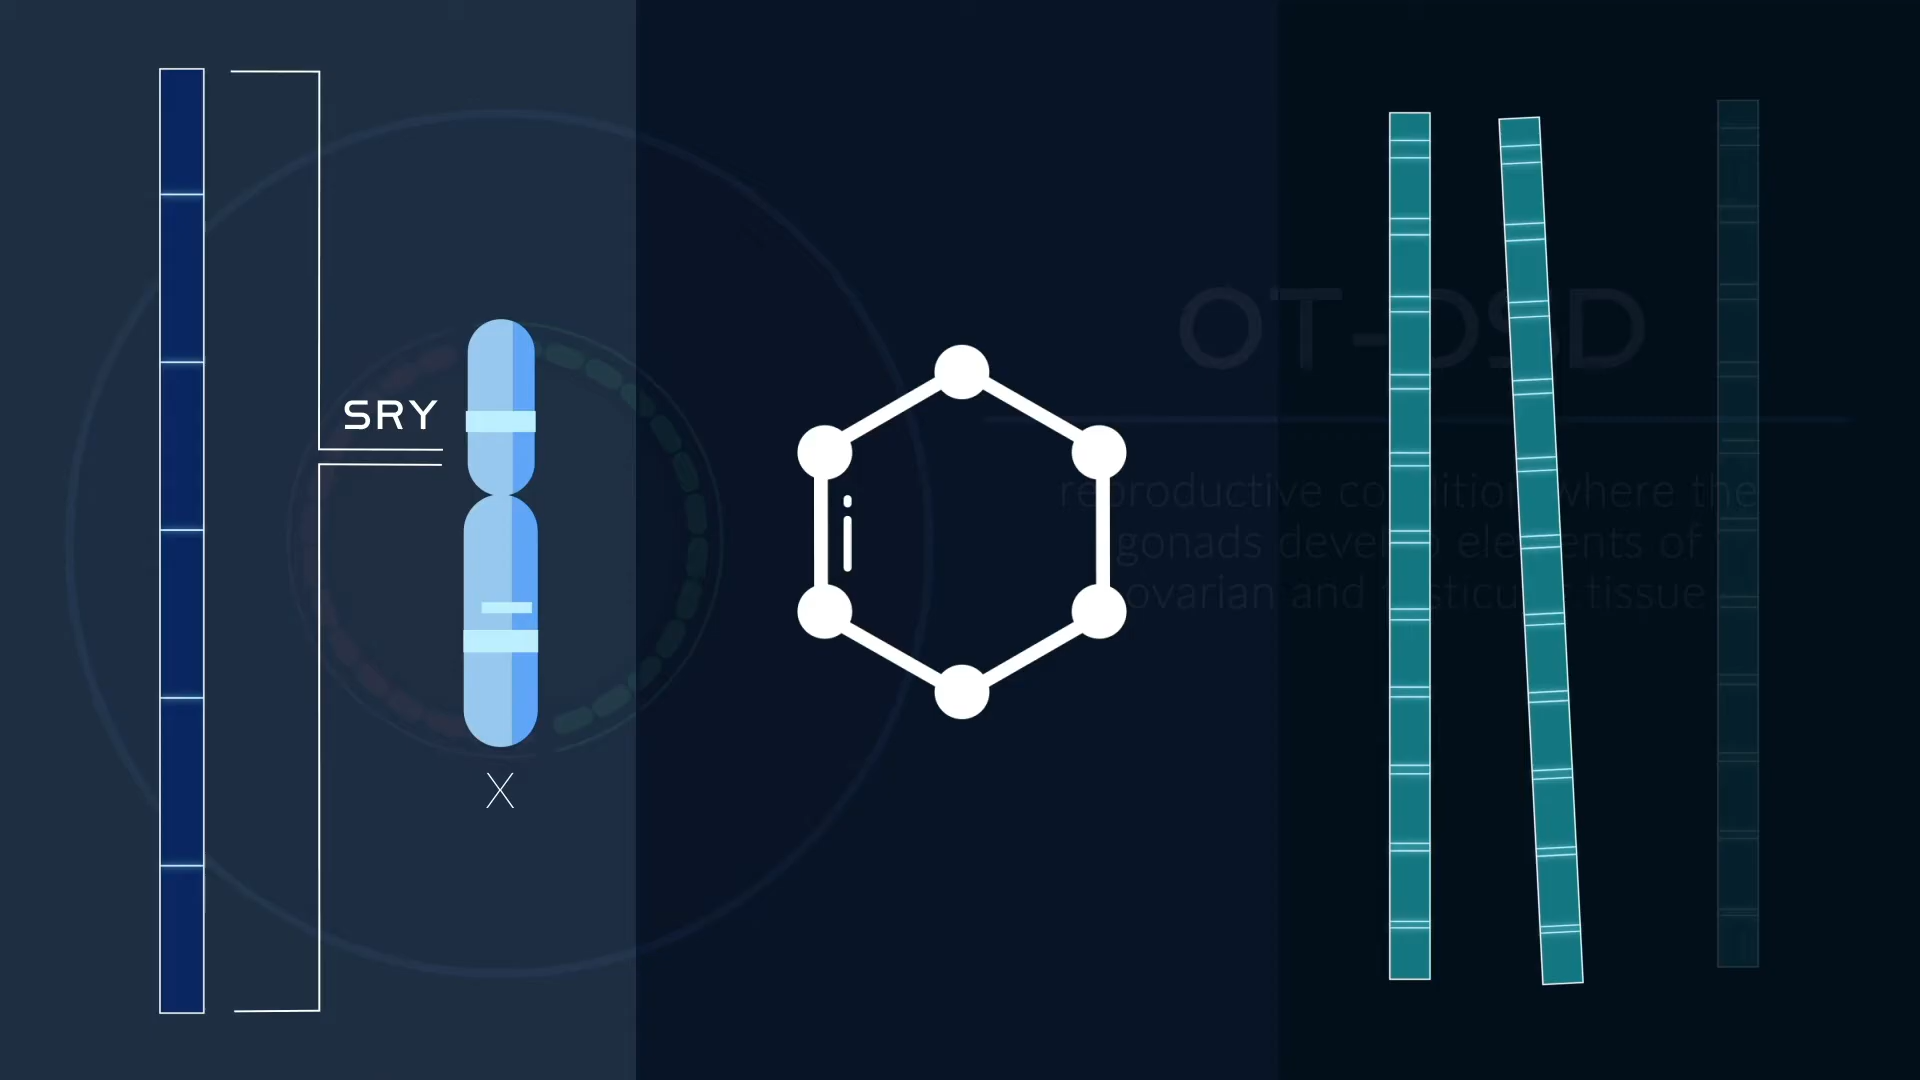 SRY
X
OT-DSD
reproductive condition where the
gonads develop elements of
ovarian and testicular tissue